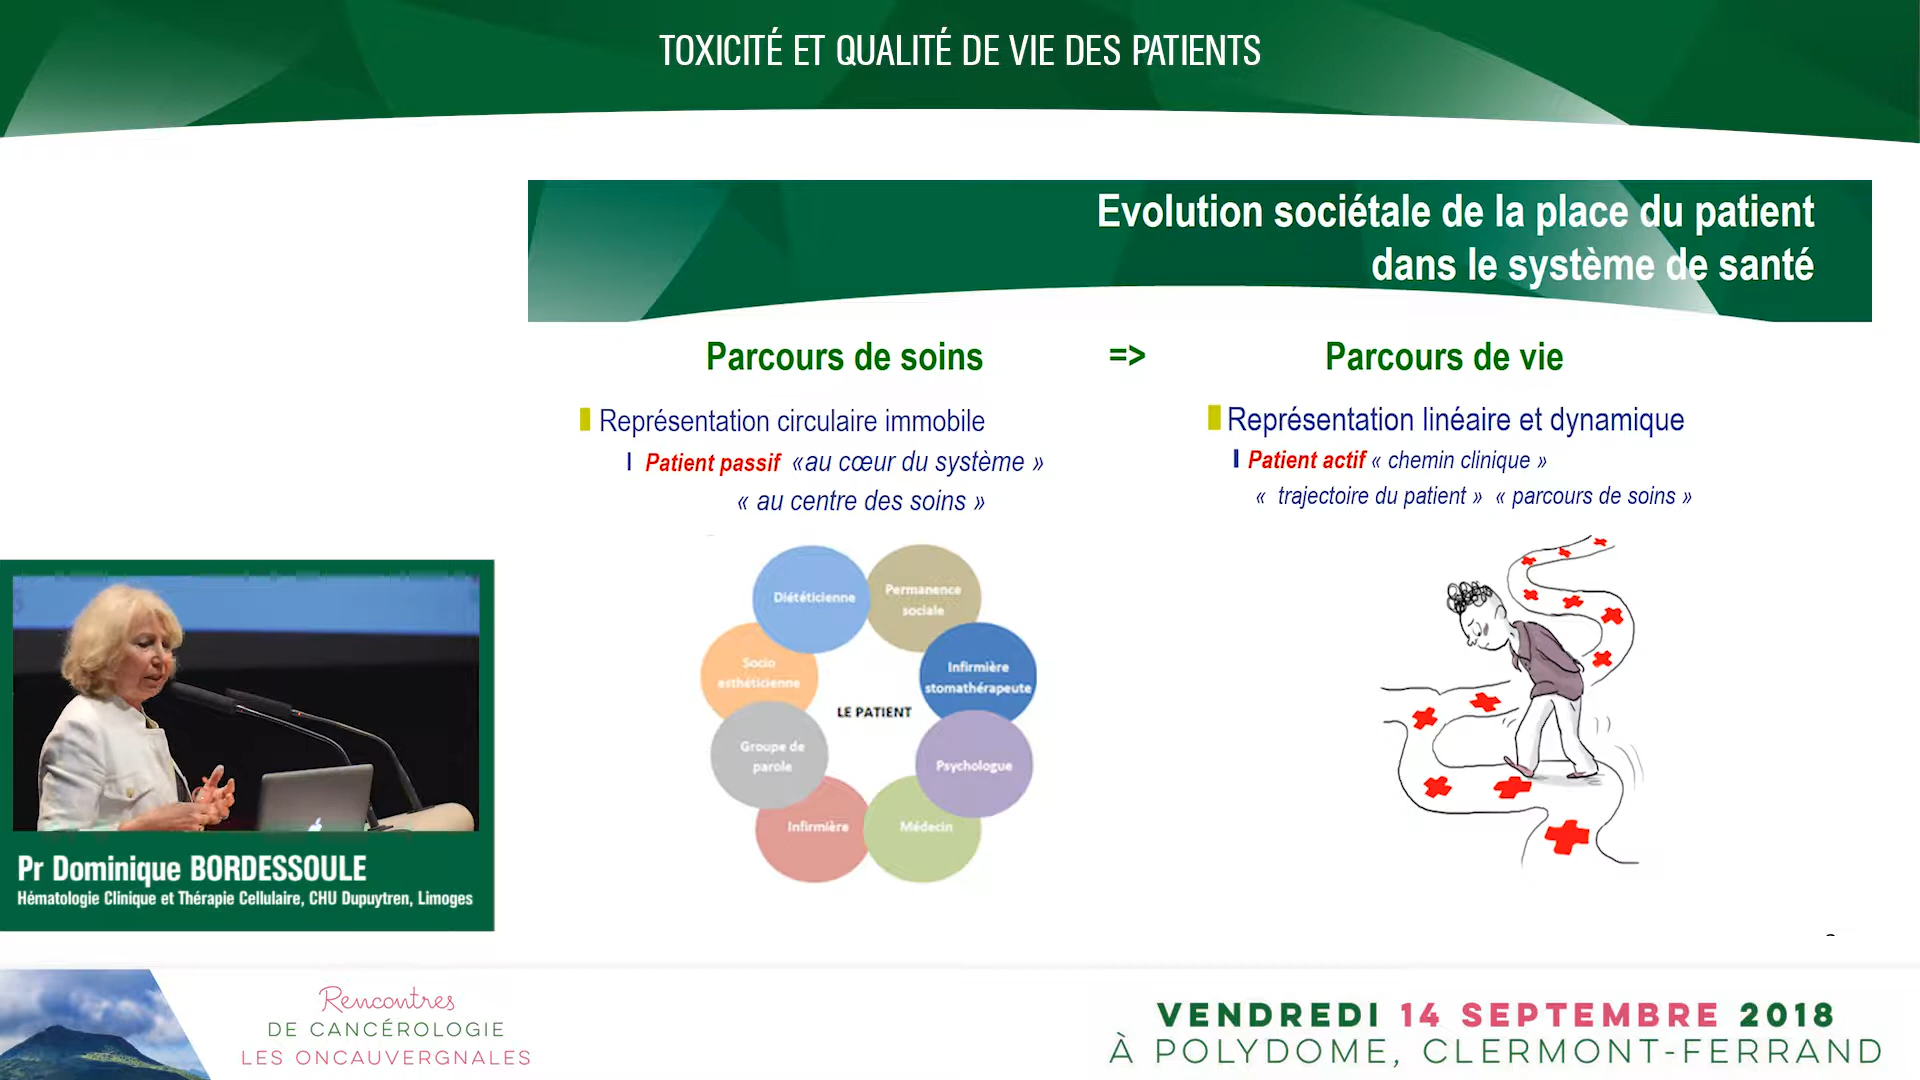 TOXICITÉ ET QUALITÉ DE VIE DES PATIENTS
Evolution sociétale de la place du patient
dans le système de santé
Parcours de soins => Parcours de vie
Représentation circulaire immobile
Patient passif «au cœur du système »
« au centre des soins »
Représentation linéaire et dynamique
Patient actif « chemin clinique »
« trajectoire du patient » « parcours de soins »
Diététicienne
Permanence
sociale
Socio
esthéticienne
Infirmière
stomathérapeute
LE PATIENT
Groupe de
parole
Psychologue
Infirmière
Médecin
Pr Dominique BORDESSOULE
Hématologie Clinique et Thérapie Cellulaire, CHU Dupuytren, Limoges
Rencontres
DE CANCÉROLOGIE
LES ONCAUVERGNALES
VENDREDI 14 SEPTEMBRE 2018
À POLYDOME, CLERMONT-FERRAND